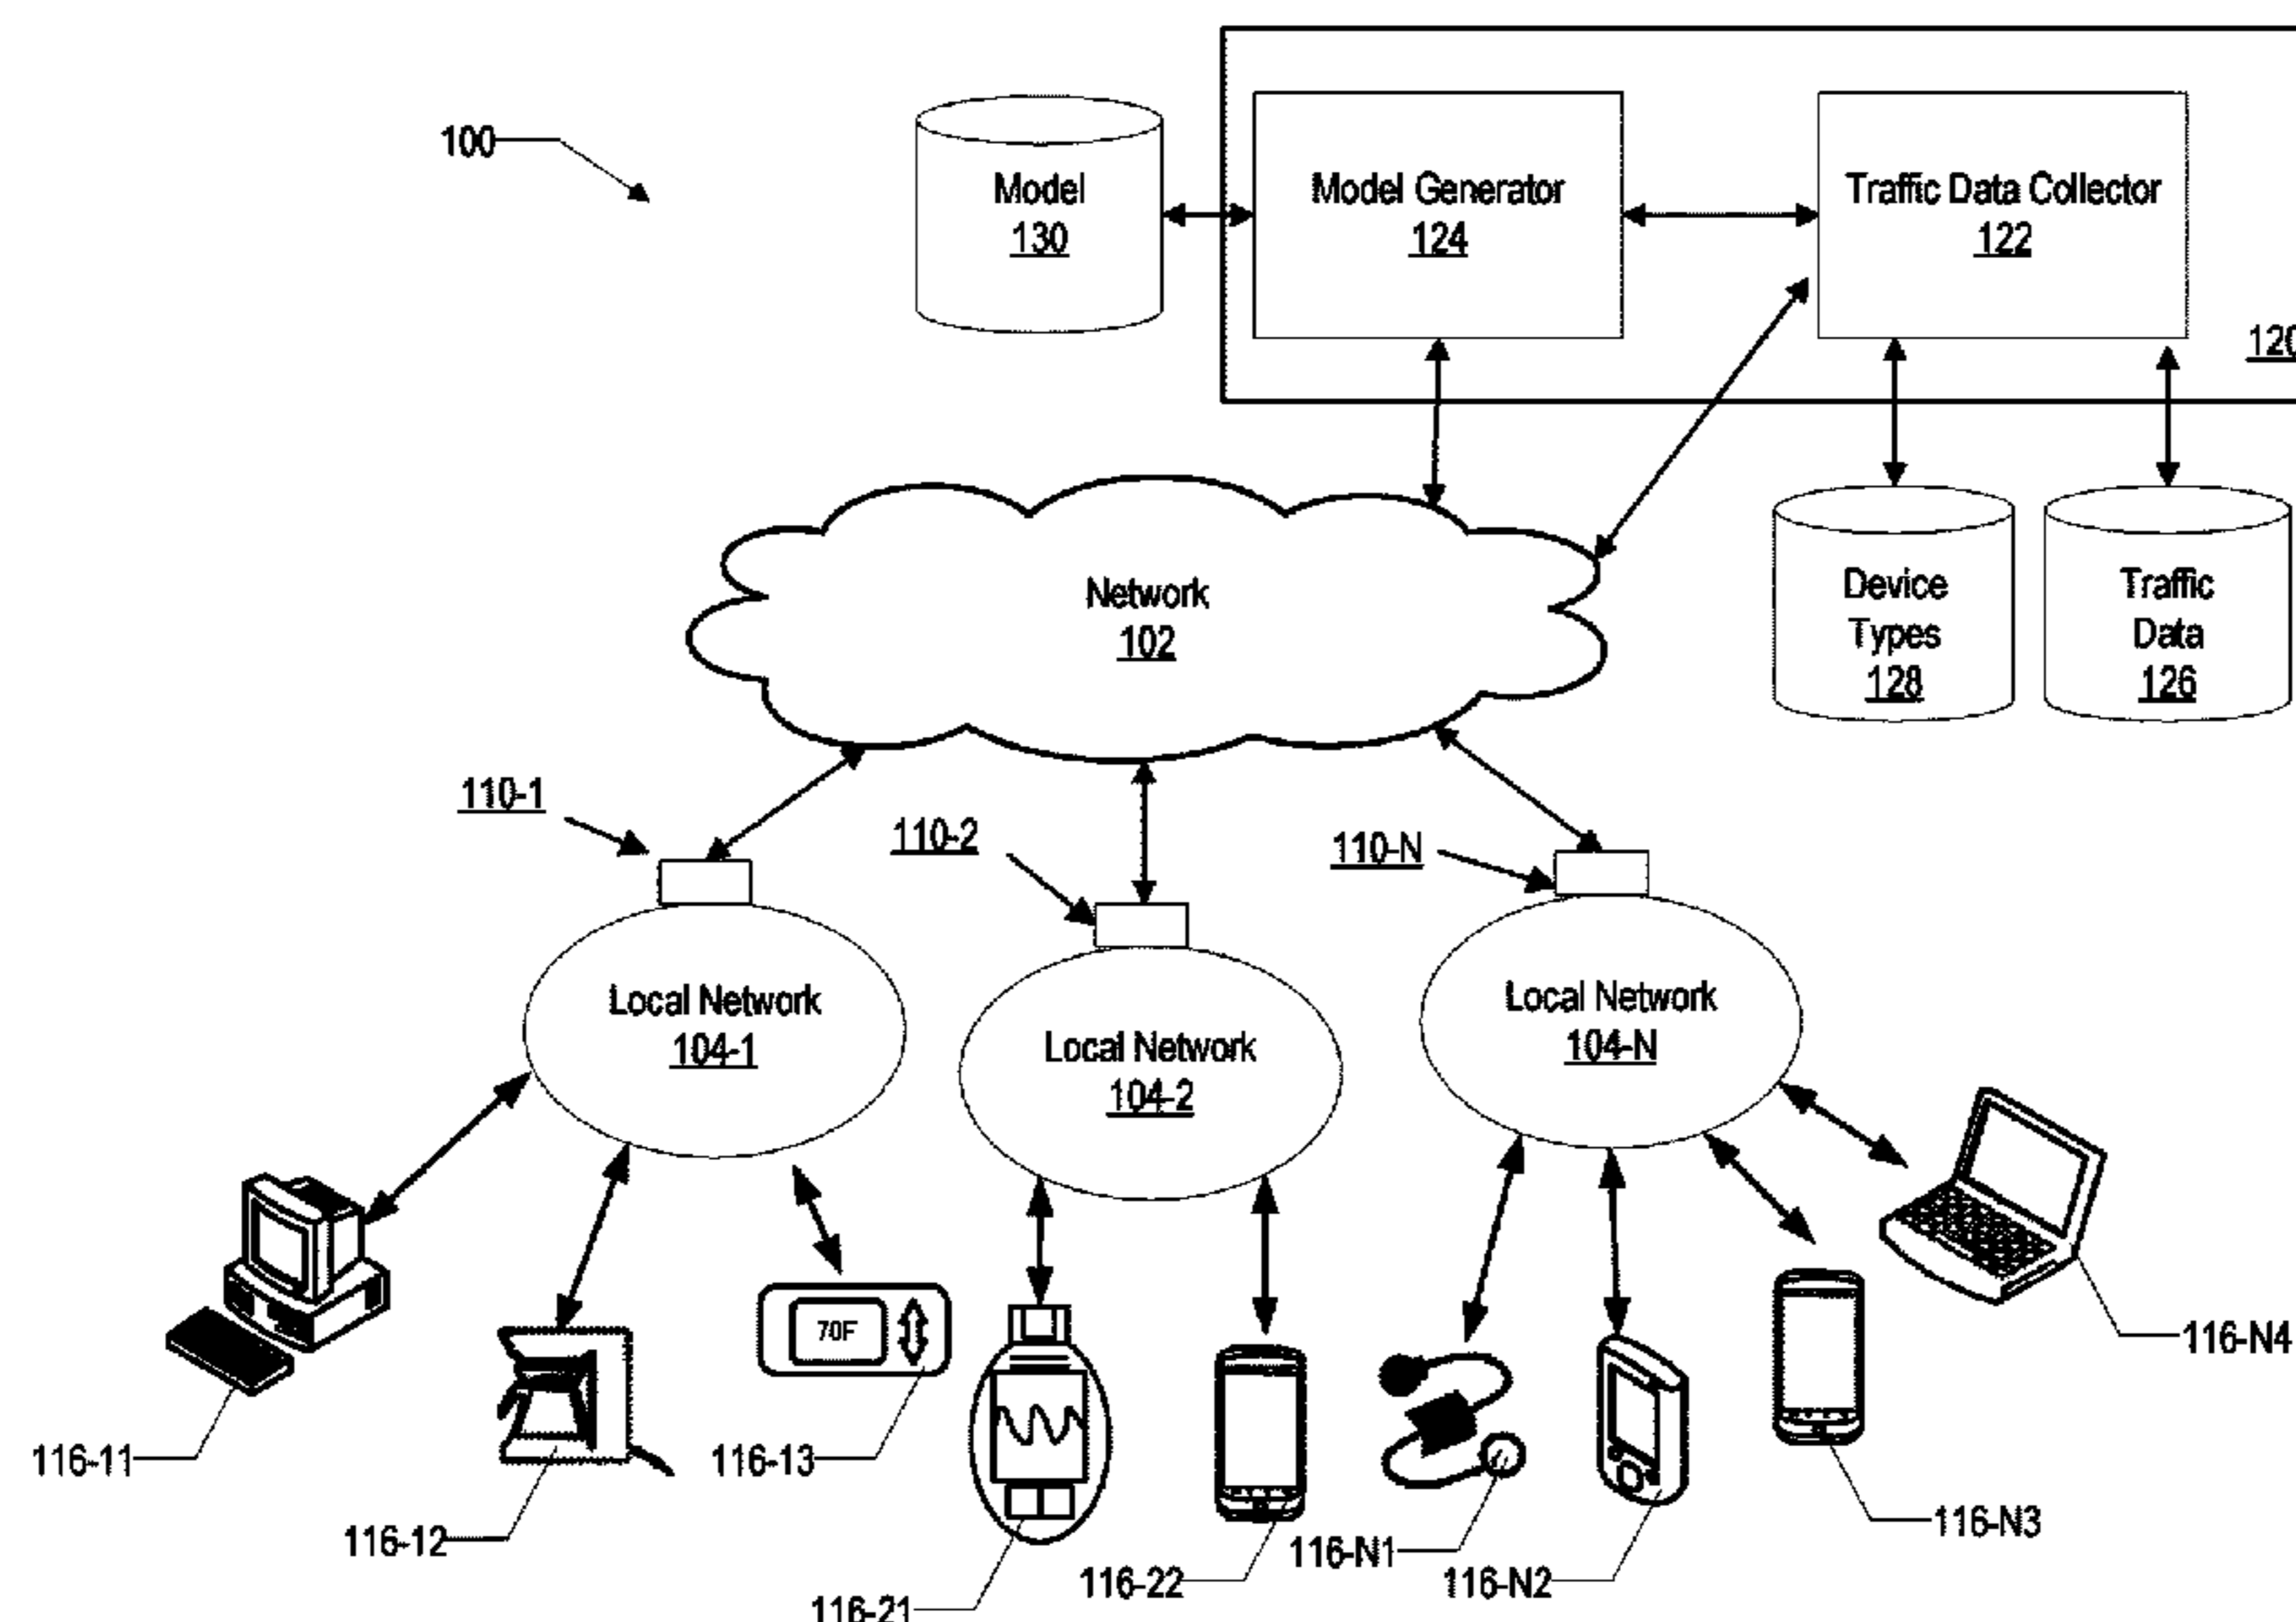 100
Model
130
Model Generator
124
Traffic Data Collector
122
120
Network
102
Device
Types
128
Traffic
Data
126
110-1
110-2
110-N
Local Network
104-1
Local Network
104-2
Local Network
104-N
70F
116-11
116-12
116-13
116-21
116-22
116-N1
116-N2
116-N3
116-N4